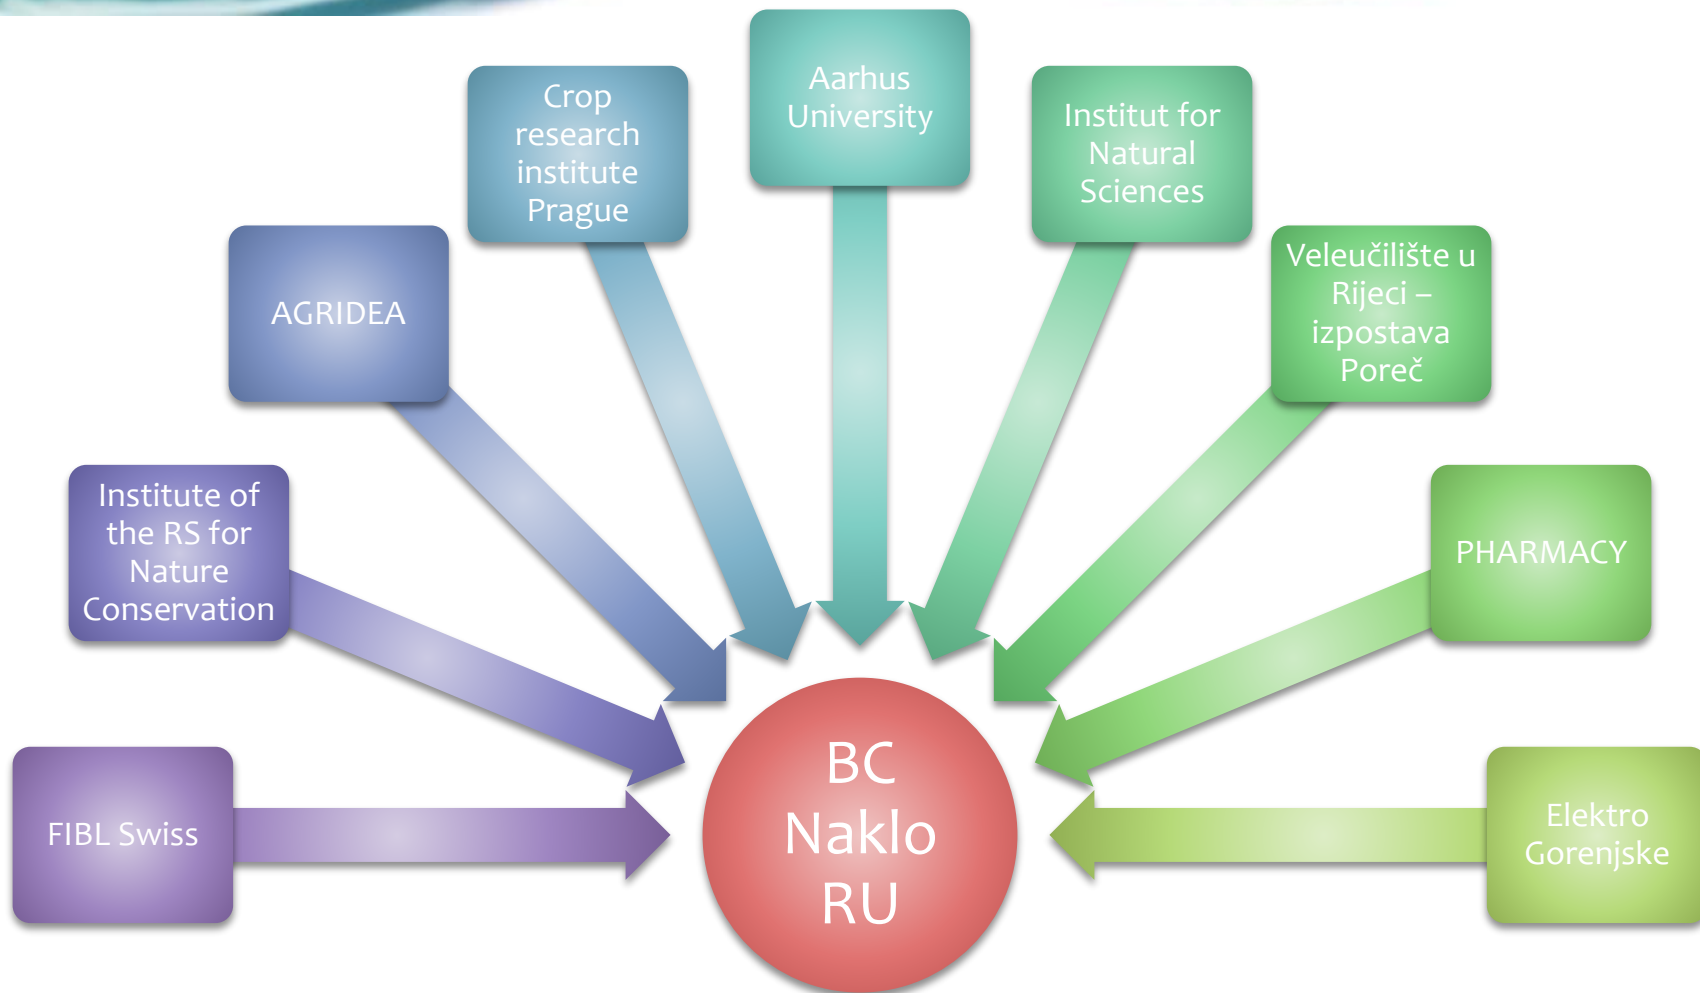 Aarhus
University
Crop
research
institute
Prague
Institut for
Natural
Sciences
AGRIDEA
Veleučilište u
Rijeci –
izpostava
Poreč
Institute of
the RS for
Nature
Conservation
PHARMACY
FIBL Swiss
BC
Naklo
RU
Elektro
Gorenjske